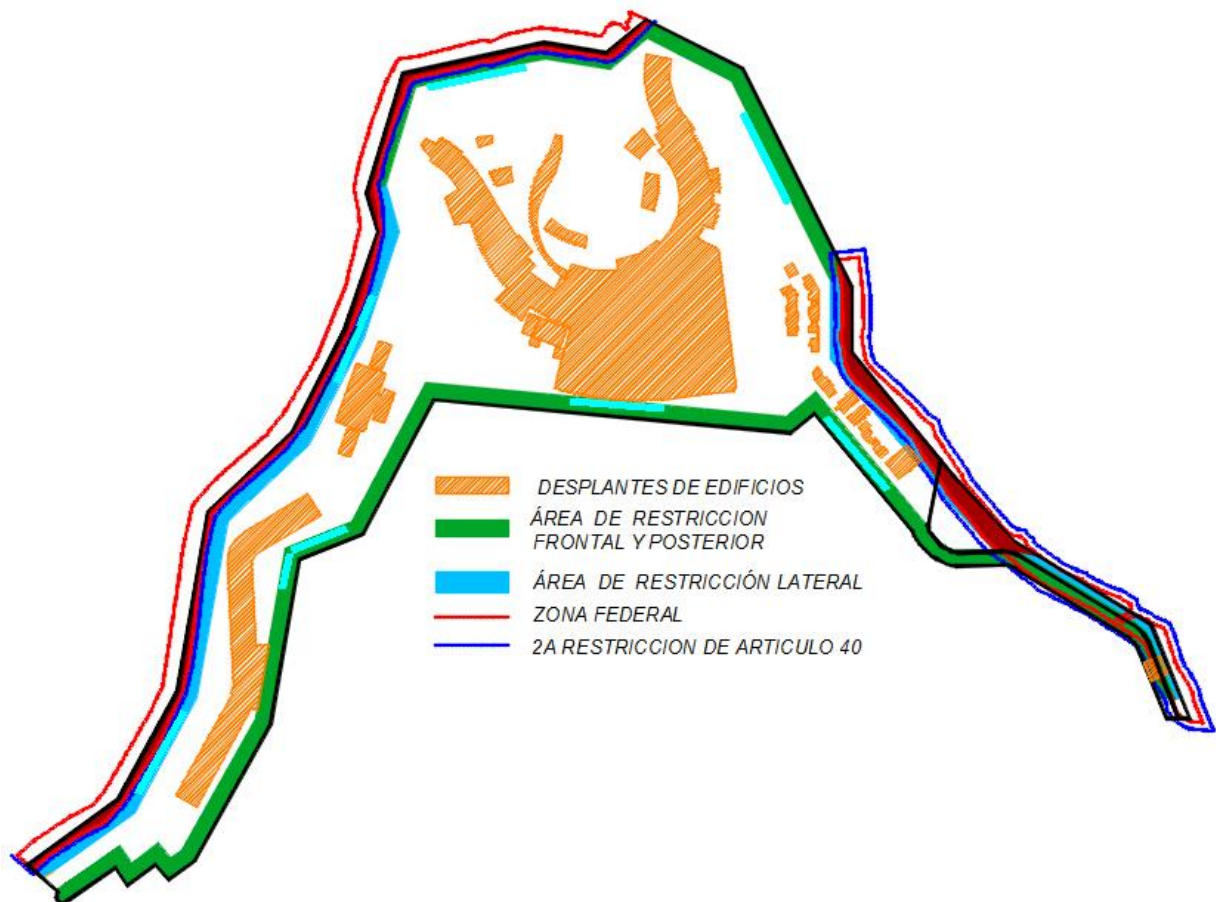 DESPLANTES DE EDIFICIOS
ÁREA DE RESTRICCION
FRONTAL Y POSTERIOR
ÁREA DE RESTRICCIÓN LATERAL
ZONA FEDERAL
2A RESTRICCION DE ARTICULO 40